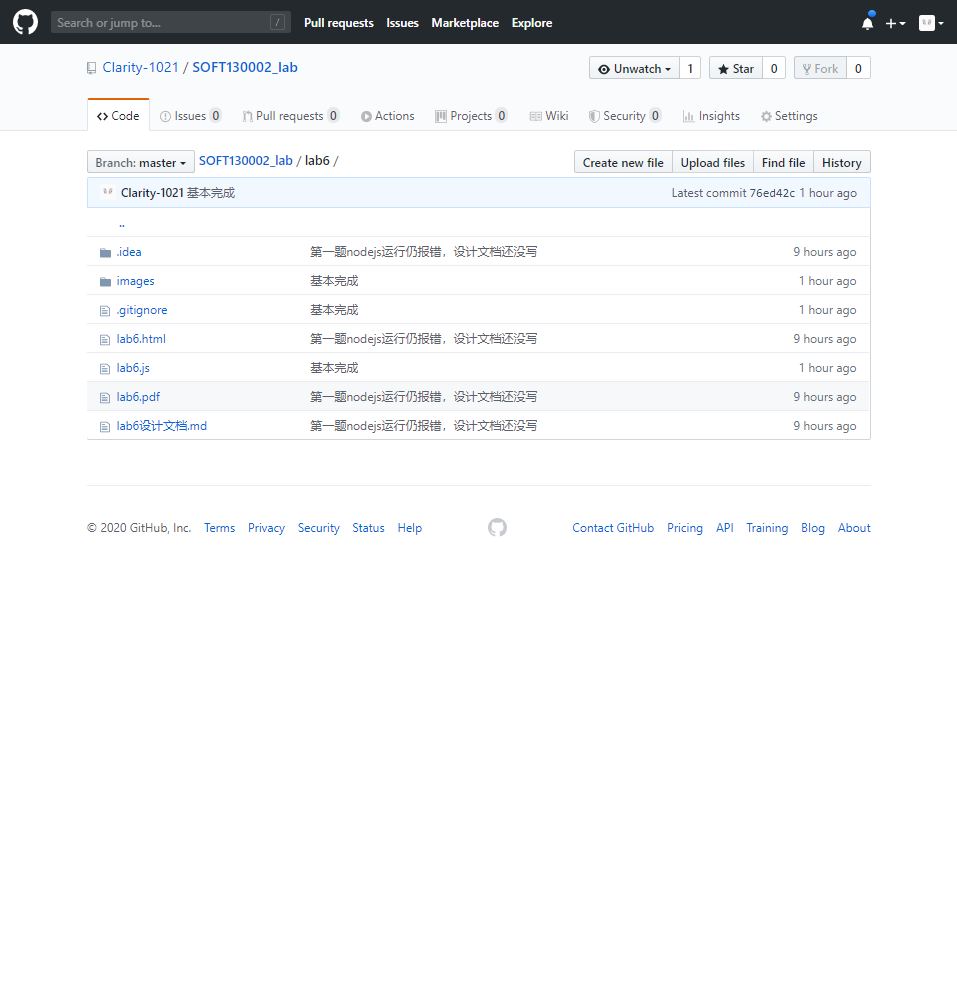 Search or jump to... / Pull requests Issues Marketplace Explore
Clarity-1021 / SOFT130002_lab Unwatch 1 Star 0 Fork 0
Code Issues 0 Pull requests 0 Actions Projects 0 Wiki Security 0 Insights Settings
Branch: master SOFT130002_lab / lab6 / Create new file Upload files Find file History
Clarity-1021 基本完成 Latest commit 76ed42c 1 hour ago
..
.idea 第一题nodejs运行仍报错，设计文档还没写 9 hours ago
images 基本完成 1 hour ago
.gitignore 基本完成 1 hour ago
lab6.html 第一题nodejs运行仍报错，设计文档还没写 9 hours ago
lab6.js 基本完成 1 hour ago
lab6.pdf 第一题nodejs运行仍报错，设计文档还没写 9 hours ago
lab6设计文档.md 第一题nodejs运行仍报错，设计文档还没写 9 hours ago
© 2020 GitHub, Inc. Terms Privacy Security Status Help Contact GitHub Pricing API Training Blog About